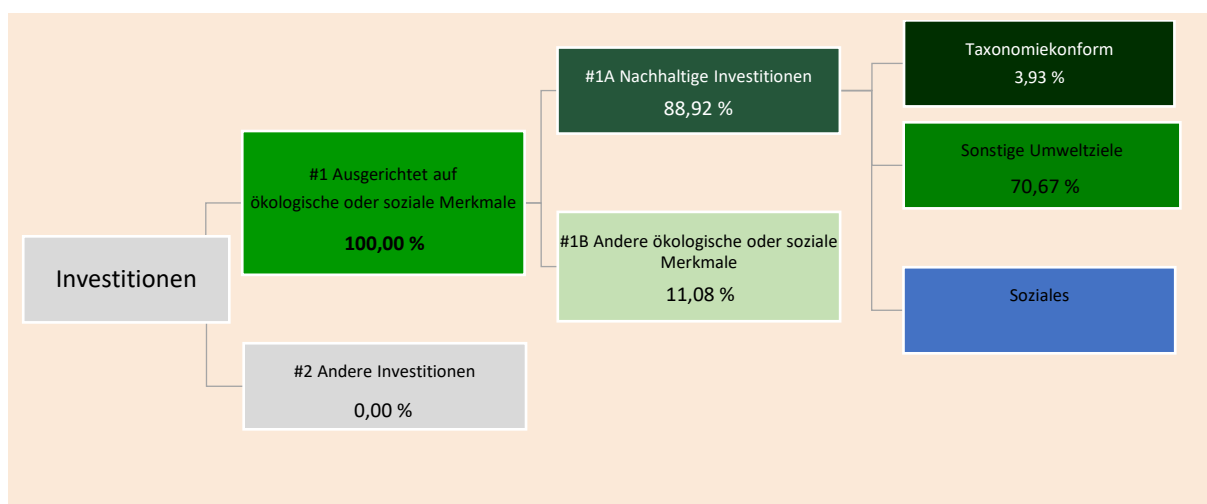 Investitionen
#1 Ausgerichtet auf
ökologische oder soziale Merkmale
100,00 %
#2 Andere Investitionen
0,00 %
#1A Nachhaltige Investitionen
88,92 %
#1B Andere ökologische oder soziale
Merkmale
11,08 %
Taxonomiekonform
3,93 %
Sonstige Umweltziele
70,67 %
Soziales